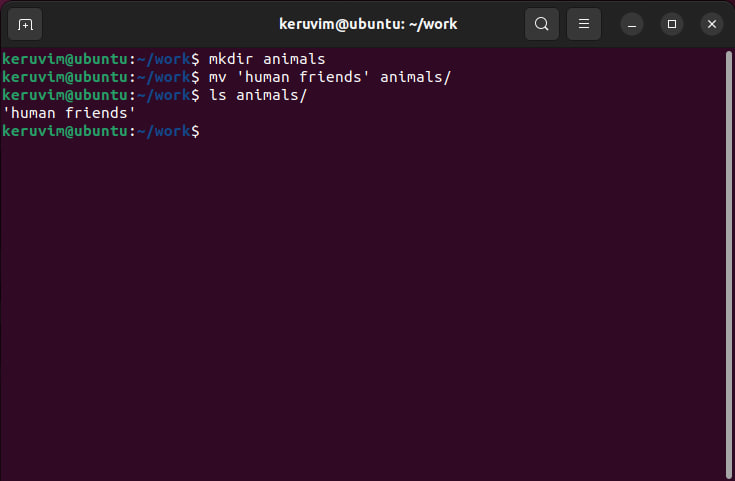 keruvim@ubuntu: ~/work
keruvim@ubuntu:~/work$ mkdir animals
keruvim@ubuntu:~/work$ mv 'human friends' animals/
keruvim@ubuntu:~/work$ ls animals/
'human friends'
keruvim@ubuntu:~/work$